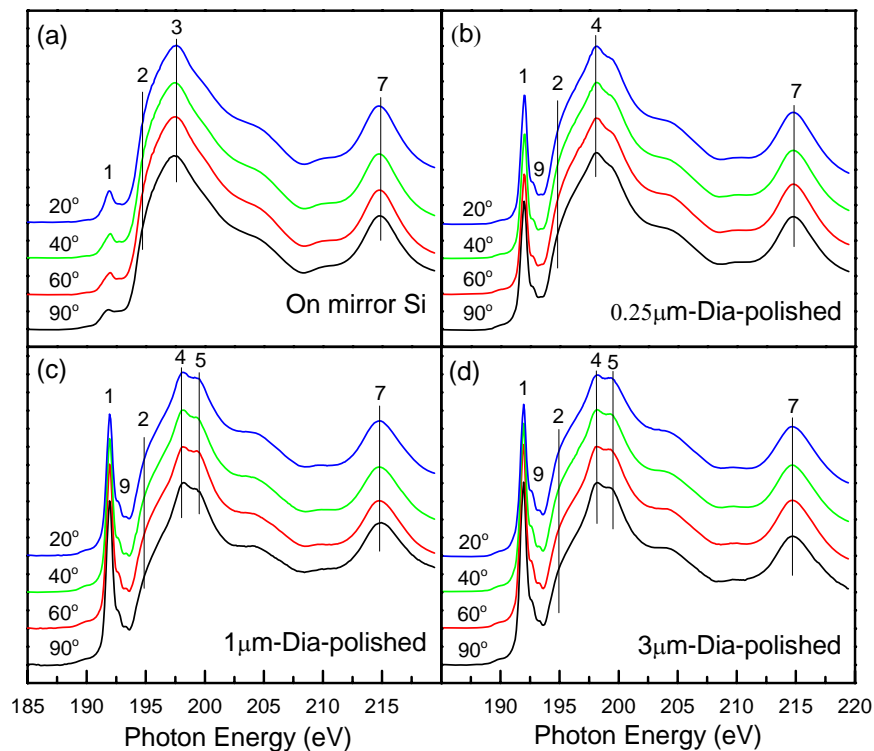 (a)
3
2
1
7
20°
40°
60°
90°
On mirror Si
(b)
4
1
2
9
7
20°
40°
60°
90°
0.25μm-Dia-polished
(c)
4 5
1
2
9
7
20°
40°
60°
90°
1μm-Dia-polished
(d)
4 5
1
2
9
7
20°
40°
60°
90°
3μm-Dia-polished
185 190 195 200 205 210 215
190 195 200 205 210 215 220
Photon Energy (eV)
Photon Energy (eV)